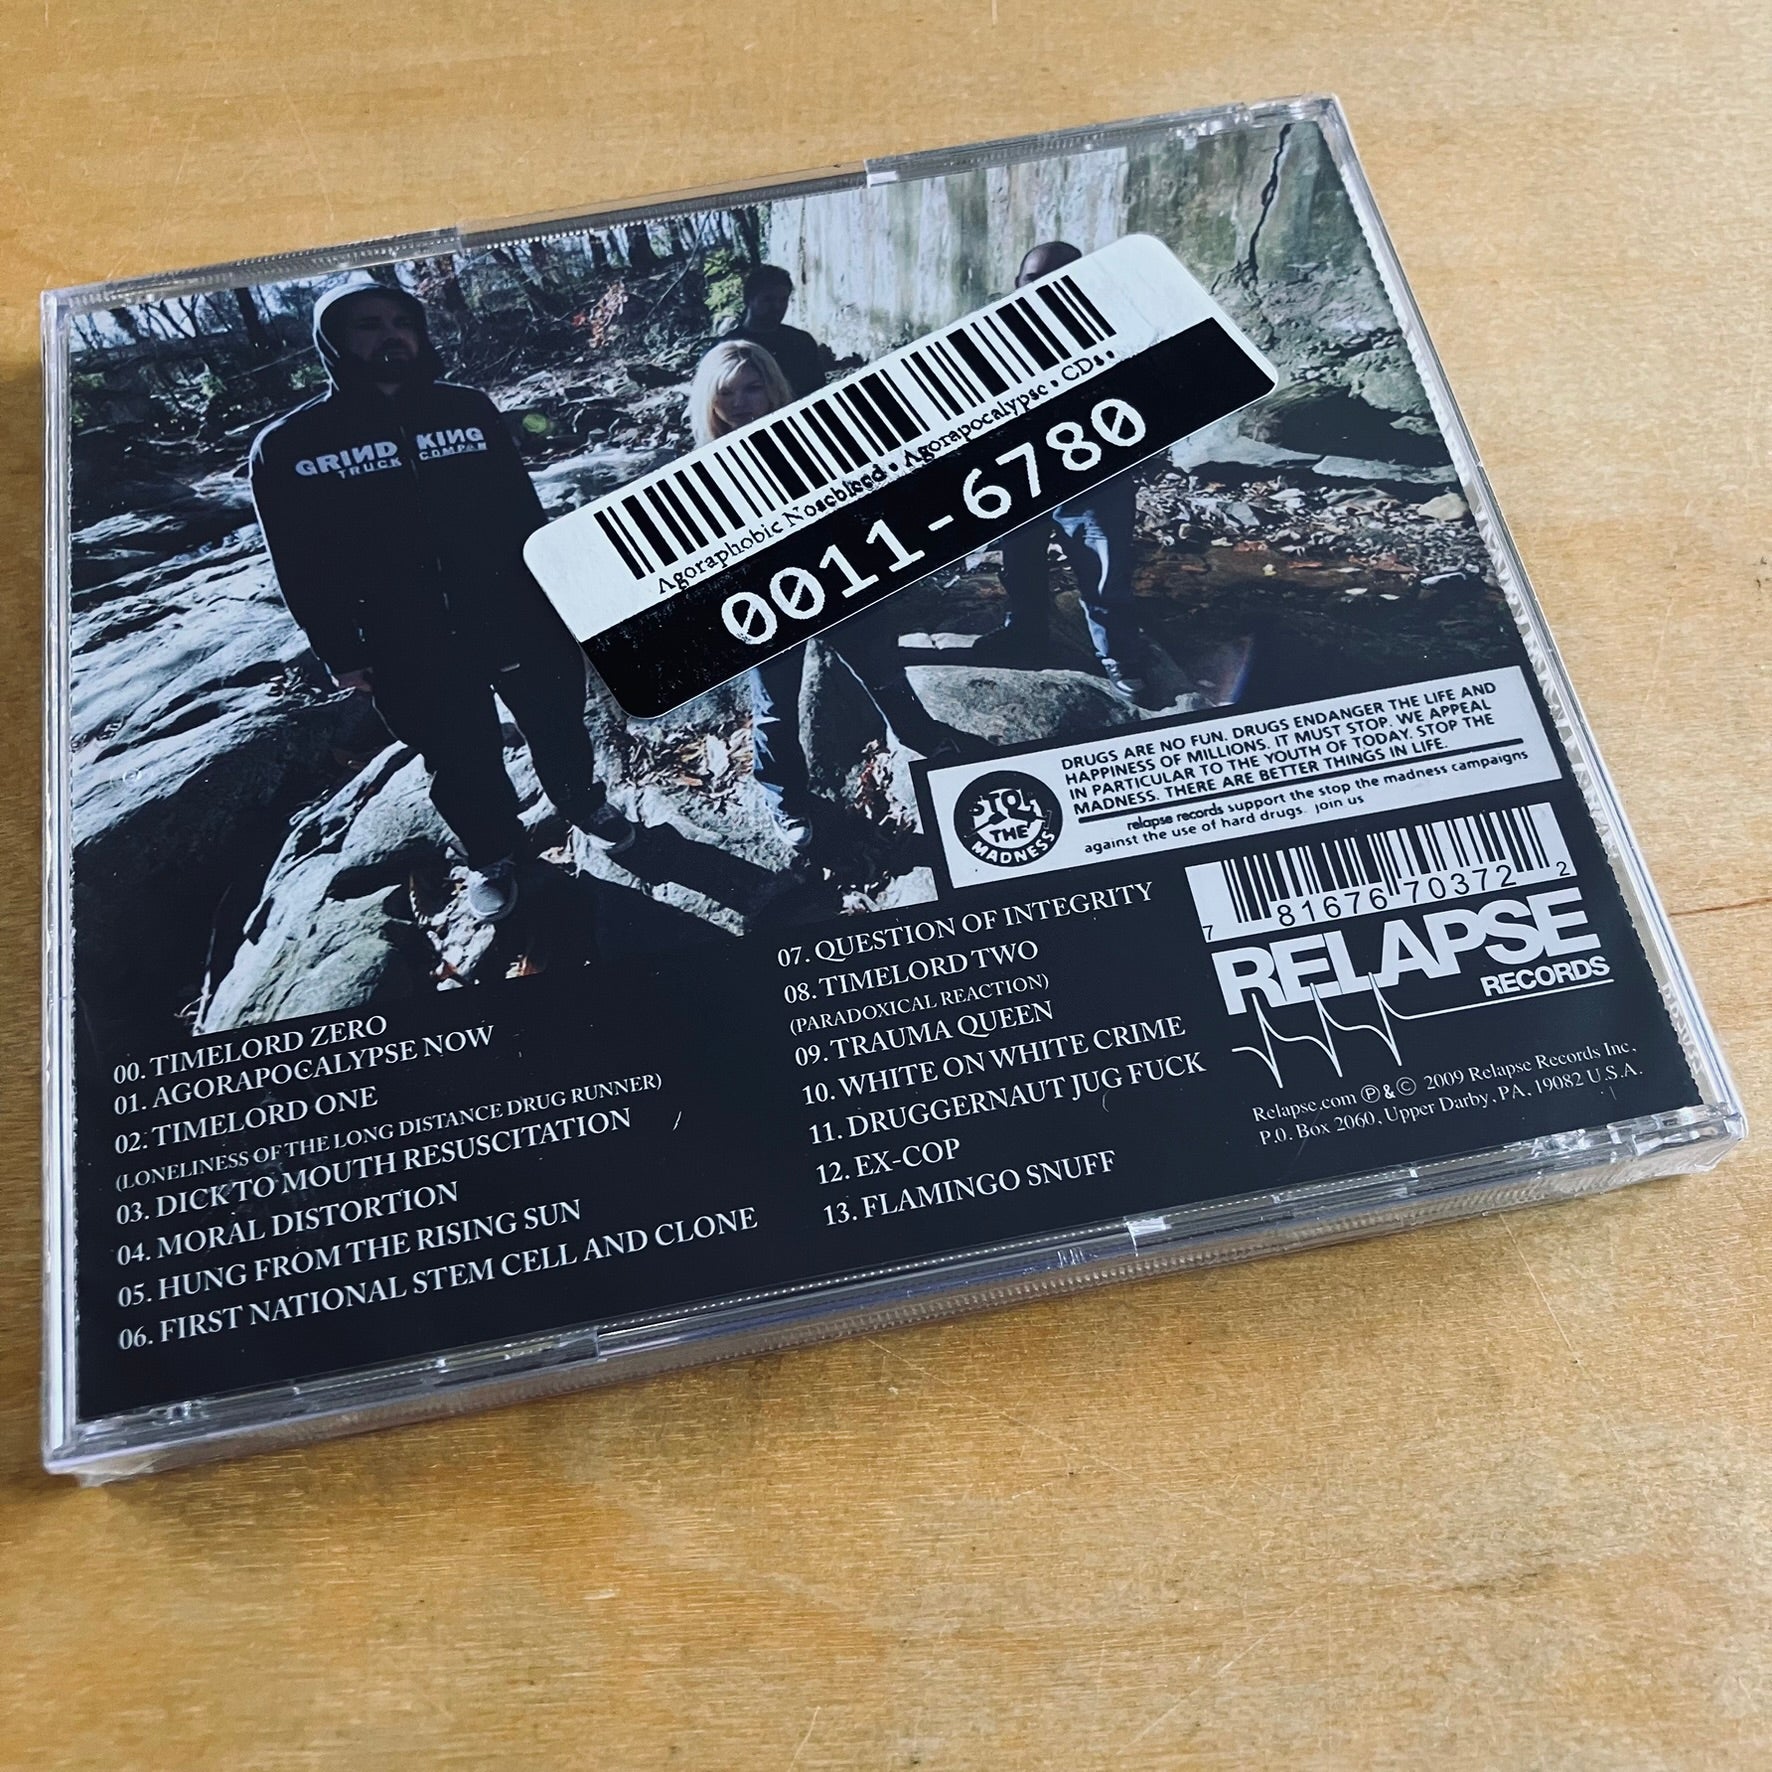 GRIND KING
TRUCK COMPAN
Agoraphobic Nosebleed • Agorapocalypse • CDs •
0011-6780
DRUGS ARE NO FUN. DRUGS ENDANGER THE LIFE AND
HAPPINESS OF MILLIONS. IT MUST STOP. WE APPEAL
IN PARTICULAR TO THE YOUTH OF TODAY. STOP THE
MADNESS. THERE ARE BETTER THINGS IN LIFE.
relapse records support the stop the madness campaigns
against the use of hard drugs. join us
STOP
THE
MADNESS
00. TIMELORD ZERO
01. AGORAPOCALYPSE NOW
02. TIMELORD ONE
(LONELINESS OF THE LONG DISTANCE DRUG RUNNER)
03. DICK TO MOUTH RESUSCITATION
04. MORAL DISTORTION
05. HUNG FROM THE RISING SUN
06. FIRST NATIONAL STEM CELL AND CLONE
07. QUESTION OF INTEGRITY
08. TIMELORD TWO
(PARADOXICAL REACTION)
09. TRAUMA QUEEN
10. WHITE ON WHITE CRIME
11. DRUGGERNAUT JUG FUCK
12. EX-COP
13. FLAMINGO SNUFF
7 81676 70372 2
RELAPSE
RECORDS
Relapse.com ℗ & © 2009 Relapse Records Inc,
P.O. Box 2060, Upper Darby, PA, 19082 U.S.A.